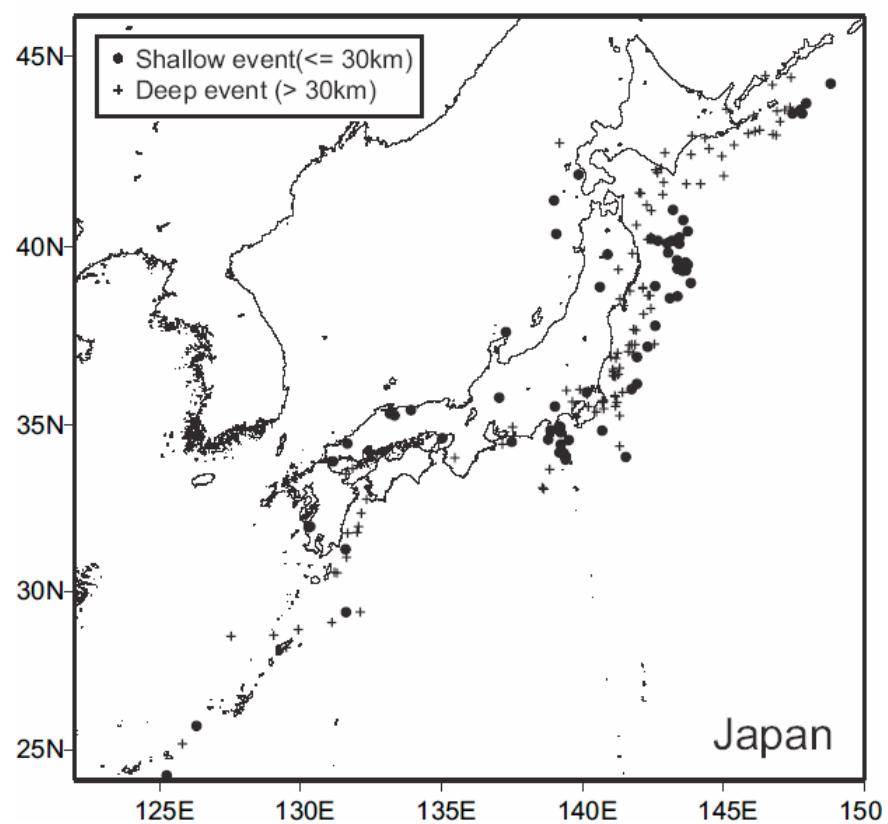 Shallow event(<= 30km)
Deep event (> 30km)
45N
40N
35N
30N
25N
Japan
125E
130E
135E
140E
145E
150